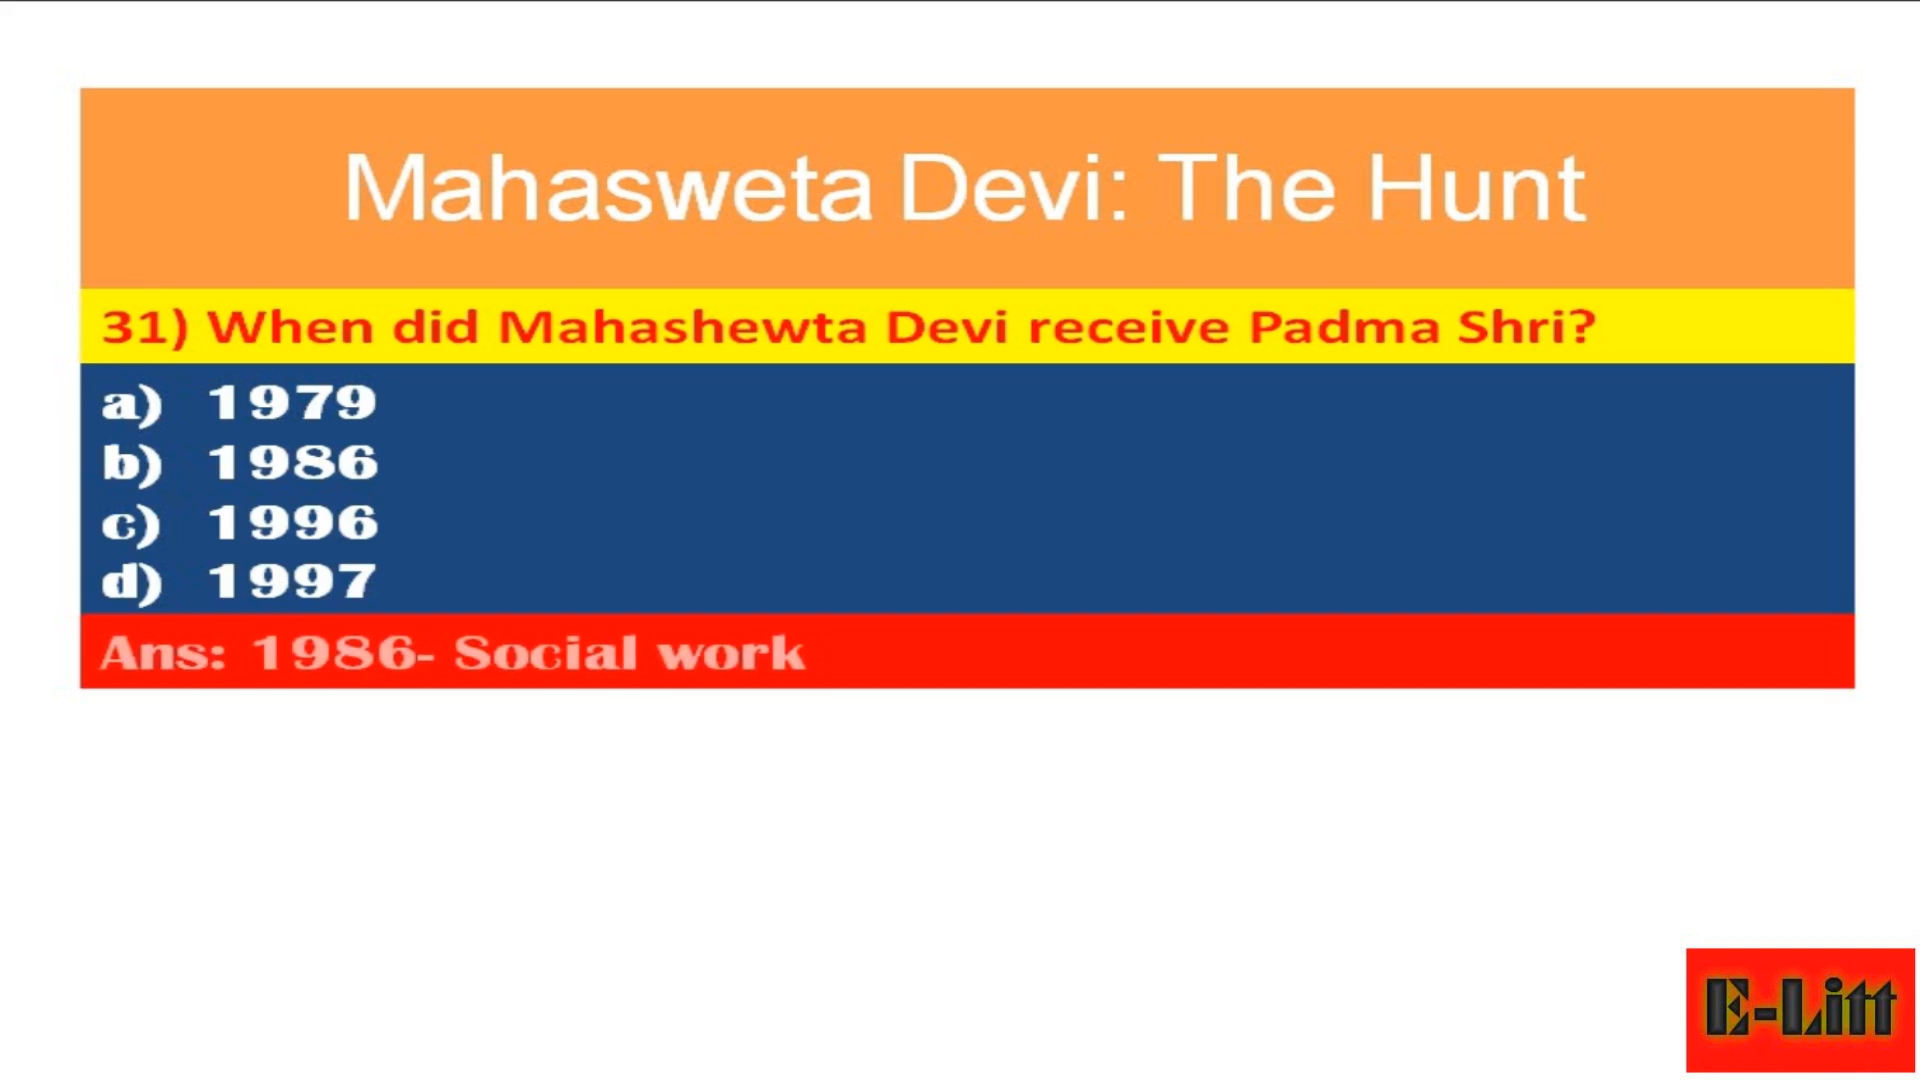 Mahasweta Devi: The Hunt
31) When did Mahashewta Devi receive Padma Shri?
a) 1979
b) 1986
c) 1996
d) 1997
Ans: 1986- Social work
E-Litt